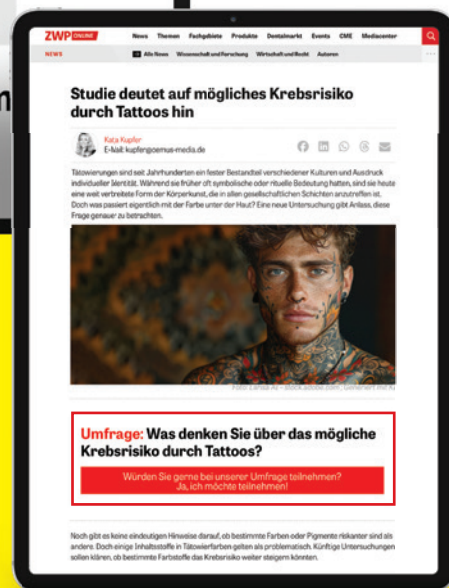 ZWP ONLINE
News Themen Fachgebiete Produkte Dentalmarkt Events CME Mediacenter
NEWS
Alle News Wissenschaft und Forschung Wirtschaft und Recht Autoren
Studie deutet auf mögliches Krebsrisiko
durch Tattoos hin
Kata Kupfer
E-Mail: kupfer@oemus-media.de
Tätowierungen sind seit Jahrhunderten ein fester Bestandteil verschiedener Kulturen und Ausdruck
individueller Identität. Während sie früher oft symbolische oder rituelle Bedeutung hatten, sind sie heute
eine weit verbreitete Form der Körperkunst, die in allen gesellschaftlichen Schichten anzutreffen ist.
Doch was passiert eigentlich mit der Farbe unter der Haut? Eine neue Untersuchung gibt Anlass, diese
Frage genauer zu betrachten.
Umfrage: Was denken Sie über das mögliche
Krebsrisiko durch Tattoos?
Würden Sie gerne bei unserer Umfrage teilnehmen?
Ja, ich möchte teilnehmen!
Noch gibt es keine eindeutigen Hinweise darauf, ob bestimmte Farben oder Pigmente riskanter sind als
andere. Doch einige Inhaltsstoffe in Tätowierfarben gelten als problematisch. Künftige Untersuchungen
sollen klären, ob bestimmte Farbstoffe das Krebsrisiko weiter steigern könnten.